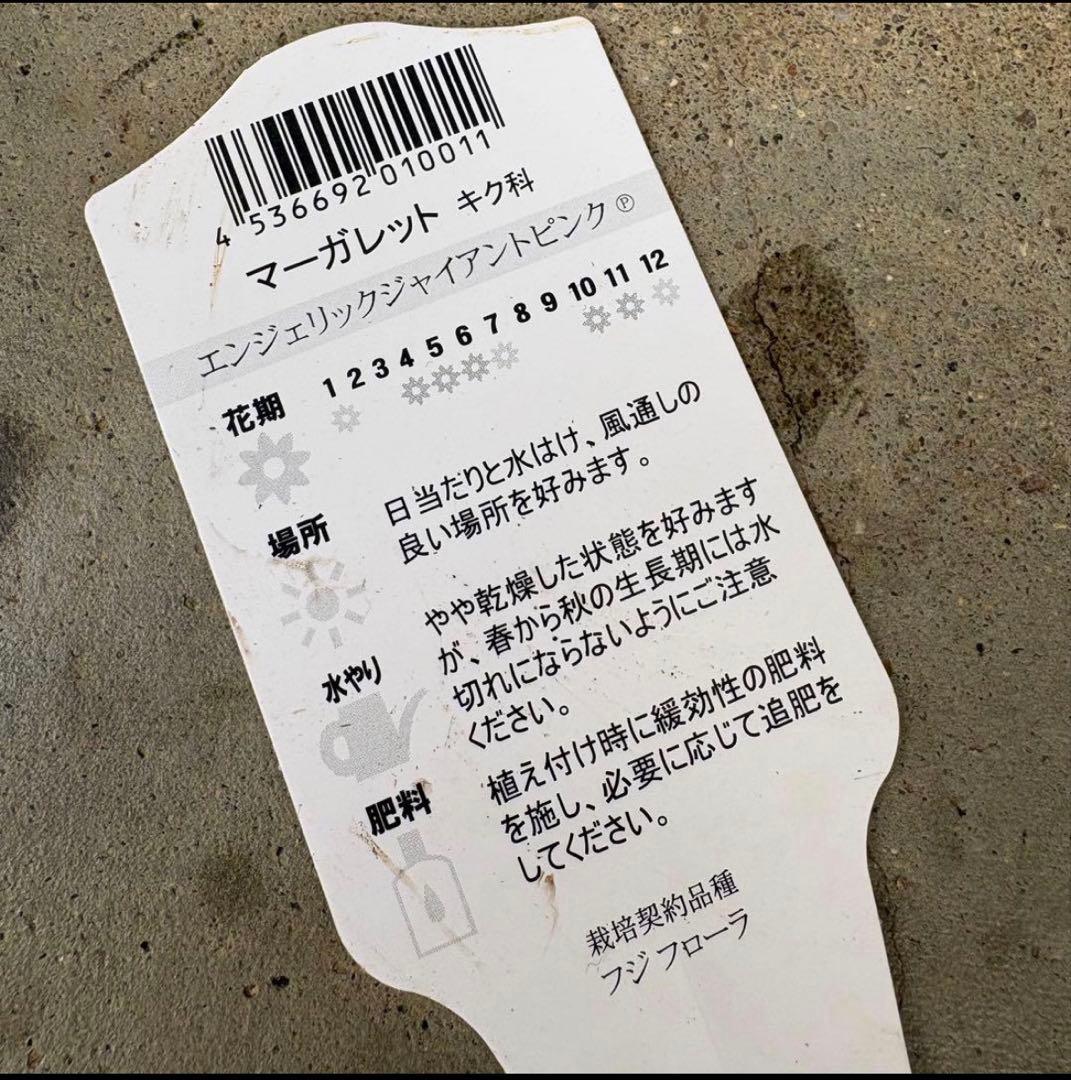 4 536692 010011
マーガレット キク科
エンジェリックジャイアントピンク Ⓟ
花期 1 2 3 4 5 6 7 8 9 10 11 12
場所
日当たりと水はけ、風通しの
良い場所を好みます。
水やり
やや乾燥した状態を好みます
が、春から秋の生長期には水
切れにならないようにご注意
ください。
肥料
植え付け時に緩効性の肥料
を施し、必要に応じて追肥を
してください。
栽培契約品種
フジ フローラ